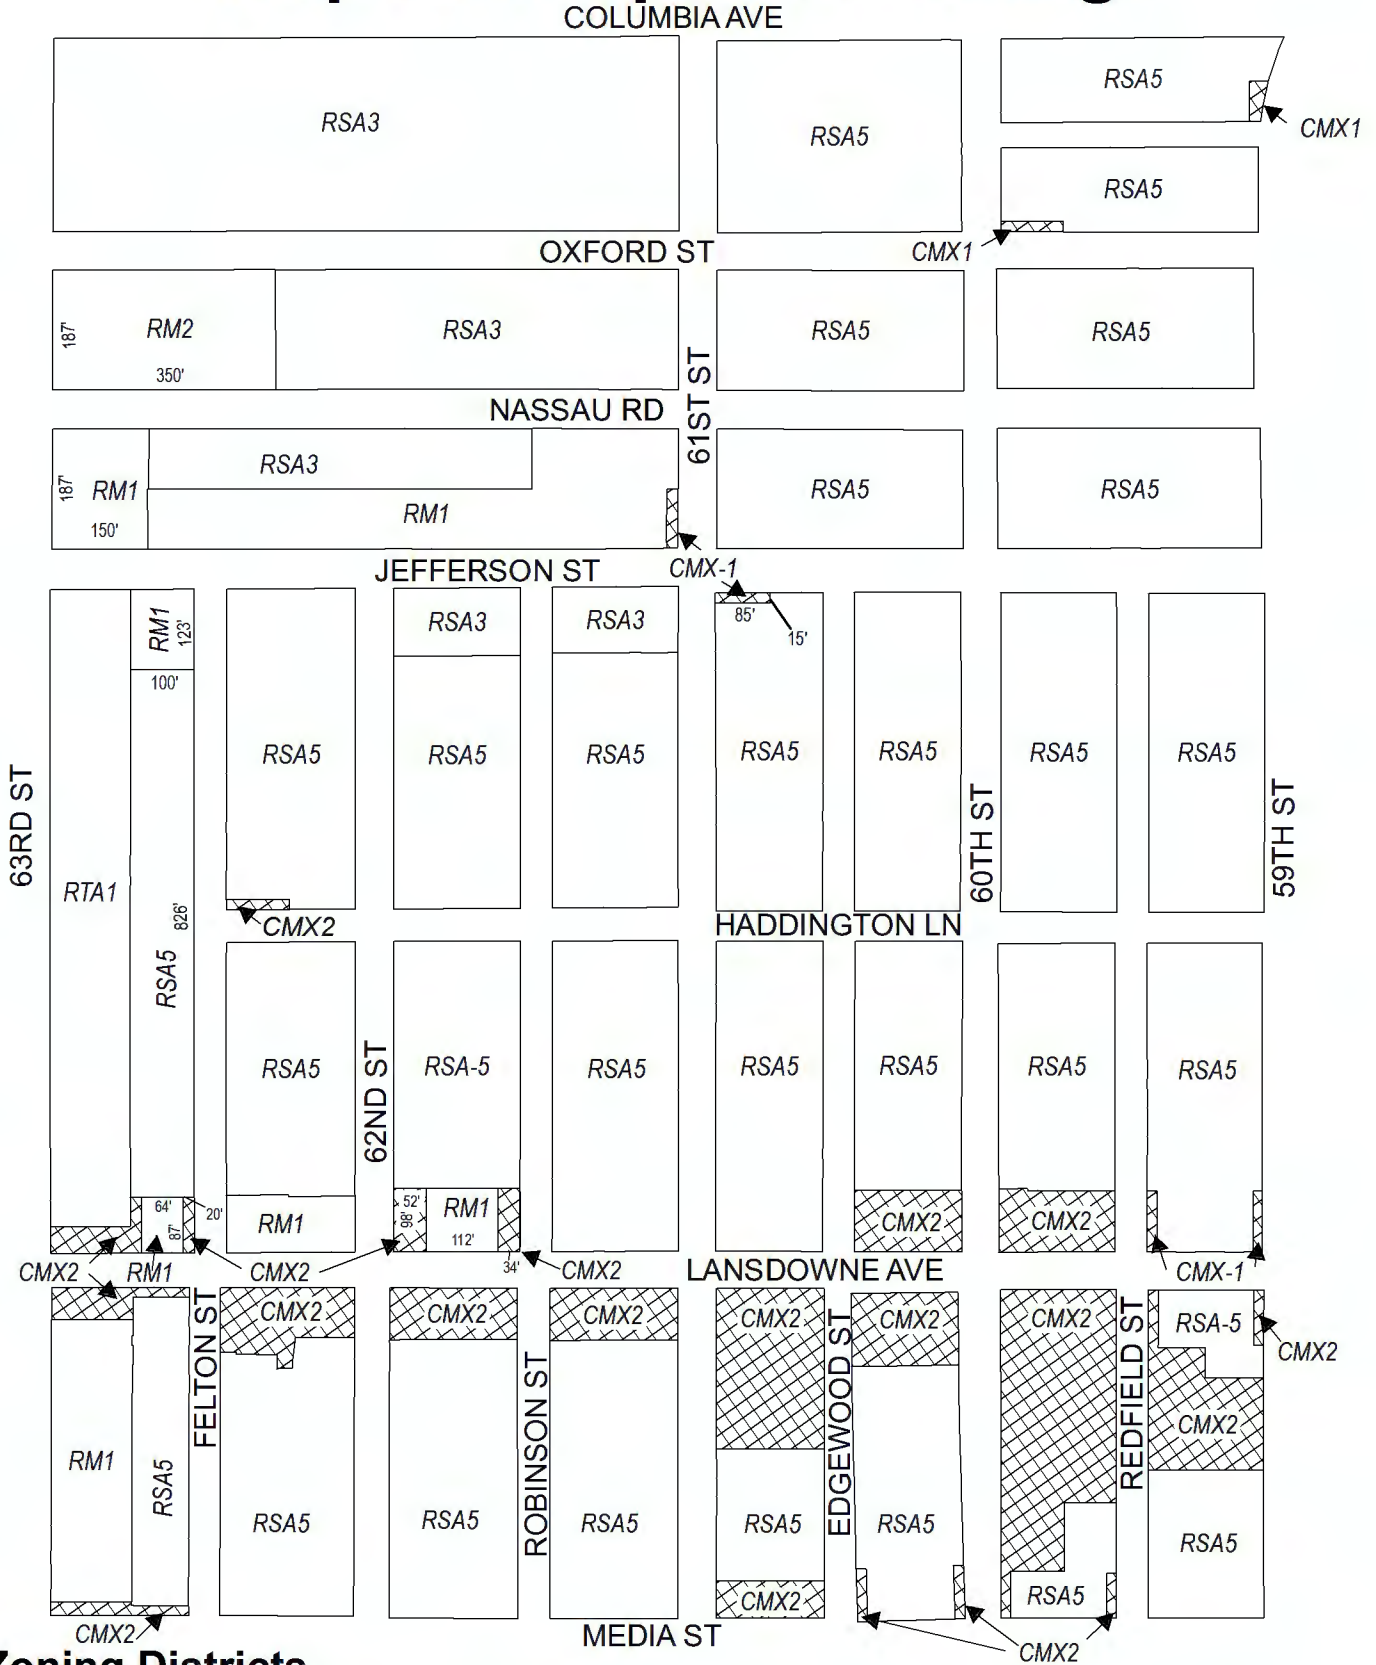 COLUMBIA AVE
RSA3
RSA5
RSA5
CMX1
RSA5
CMX1
OXFORD ST
187'
RM2
350'
RSA3
RSA5
RSA5
61ST ST
NASSAU RD
187'
RM1
150'
RSA3
RM1
RSA5
RSA5
JEFFERSON ST
CMX-1
RM1
123'
100'
RSA3
RSA3
85'
15'
63RD ST
RTA1
826'
RSA5
RSA5
RSA5
RSA5
RSA5
RSA5
60TH ST
RSA5
RSA5
59TH ST
CMX2
HADDINGTON LN
RSA5
62ND ST
RSA-5
RSA5
RSA5
RSA5
RSA5
RSA5
64'
87'
20'
RM1
52'
98'
RM1
112'
34'
CMX2
CMX2
CMX2
RM1
CMX2
CMX2
LANSDOWNE AVE
CMX-1
FELTON ST
CMX2
CMX2
CMX2
CMX2
EDGEWOOD ST
CMX2
CMX2
REDFIELD ST
RSA-5
CMX2
CMX2
RM1
RSA5
RSA5
RSA5
ROBINSON ST
RSA5
RSA5
RSA5
RSA5
RSA5
CMX2
CMX2
CMX2
MEDIA ST
Zoning Districts